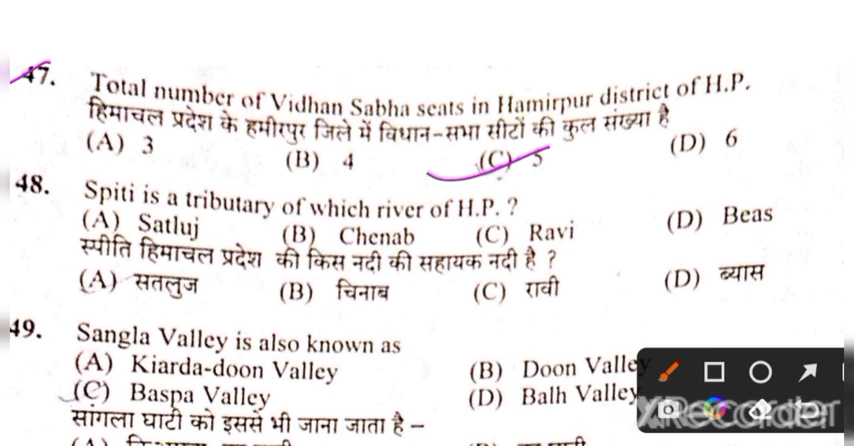 47. Total number of Vidhan Sabha seats in Hamirpur district of H.P.
हिमाचल प्रदेश के हमीरपुर जिले में विधान-सभा सीटों की कुल संख्या है
(A) 3 (B) 4 (C) 5 (D) 6
48. Spiti is a tributary of which river of H.P. ?
(A) Satluj (B) Chenab (C) Ravi (D) Beas
स्पीति हिमाचल प्रदेश की किस नदी की सहायक नदी है ?
(A) सतलुज (B) चिनाब (C) रावी (D) ब्यास
49. Sangla Valley is also known as
(A) Kiarda-doon Valley (B) Doon Valley
(C) Baspa Valley (D) Balh Valley
सांगला घाटी को इससे भी जाना जाता है –
XRecorder